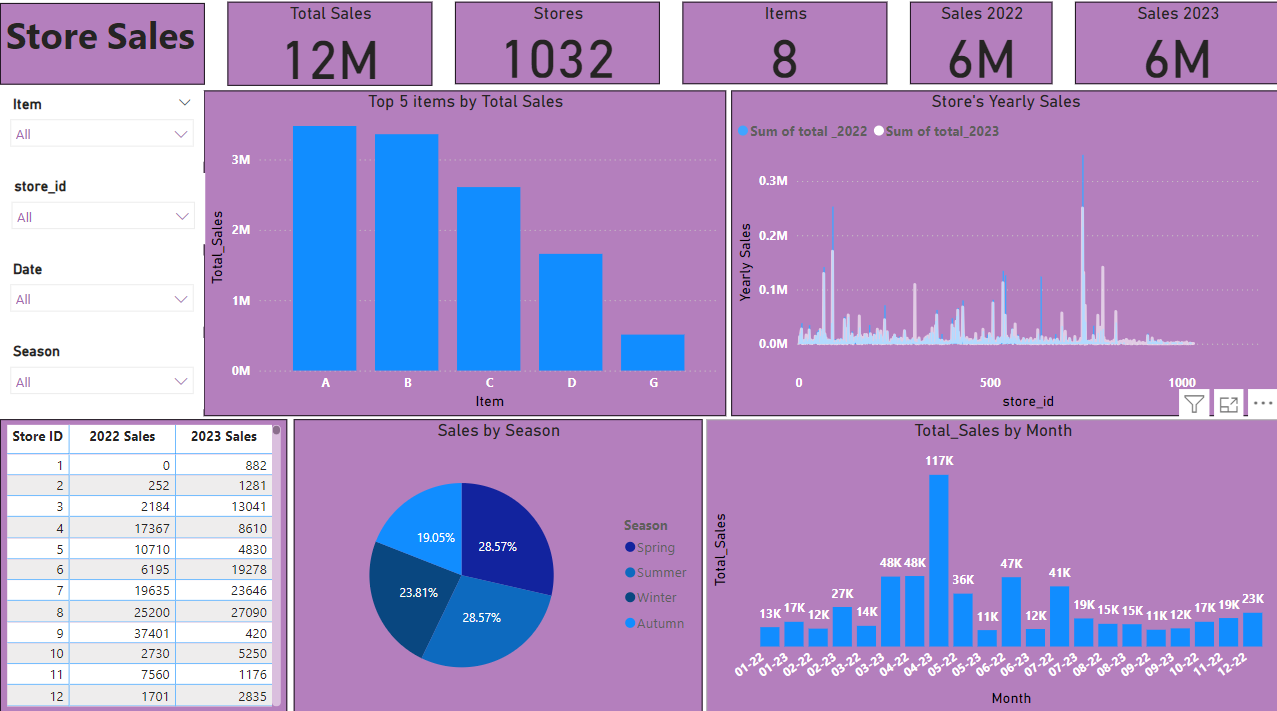 Store Sales
Total Sales
12M
Stores
1032
Items
8
Sales 2022
6M
Sales 2023
6M
Item
All
store_id
All
Date
All
Season
All
Top 5 items by Total Sales
Total_Sales
3M
2M
1M
0M
A B C D G
Item
Store's Yearly Sales
Sum of total _2022 Sum of total_2023
Yearly Sales
0.3M
0.2M
0.1M
0.0M
0 500 1000
store_id
Store ID 2022 Sales 2023 Sales
1 0 882
2 252 1281
3 2184 13041
4 17367 8610
5 10710 4830
6 6195 19278
7 19635 23646
8 25200 27090
9 37401 420
10 2730 5250
11 7560 1176
12 1701 2835
Sales by Season
28.57%
28.57%
23.81%
19.05%
Season
Spring
Summer
Winter
Autumn
Total_Sales by Month
Total_Sales
13K 17K 12K 27K 14K 48K 48K 117K 36K 11K 47K 12K 41K 19K 15K 15K 11K 12K 17K 19K 23K
01-22 01-23 02-22 02-23 03-22 03-23 04-22 04-23 05-22 05-23 06-22 06-23 07-22 07-23 08-22 08-23 09-22 09-23 10-22 11-22 12-22
Month